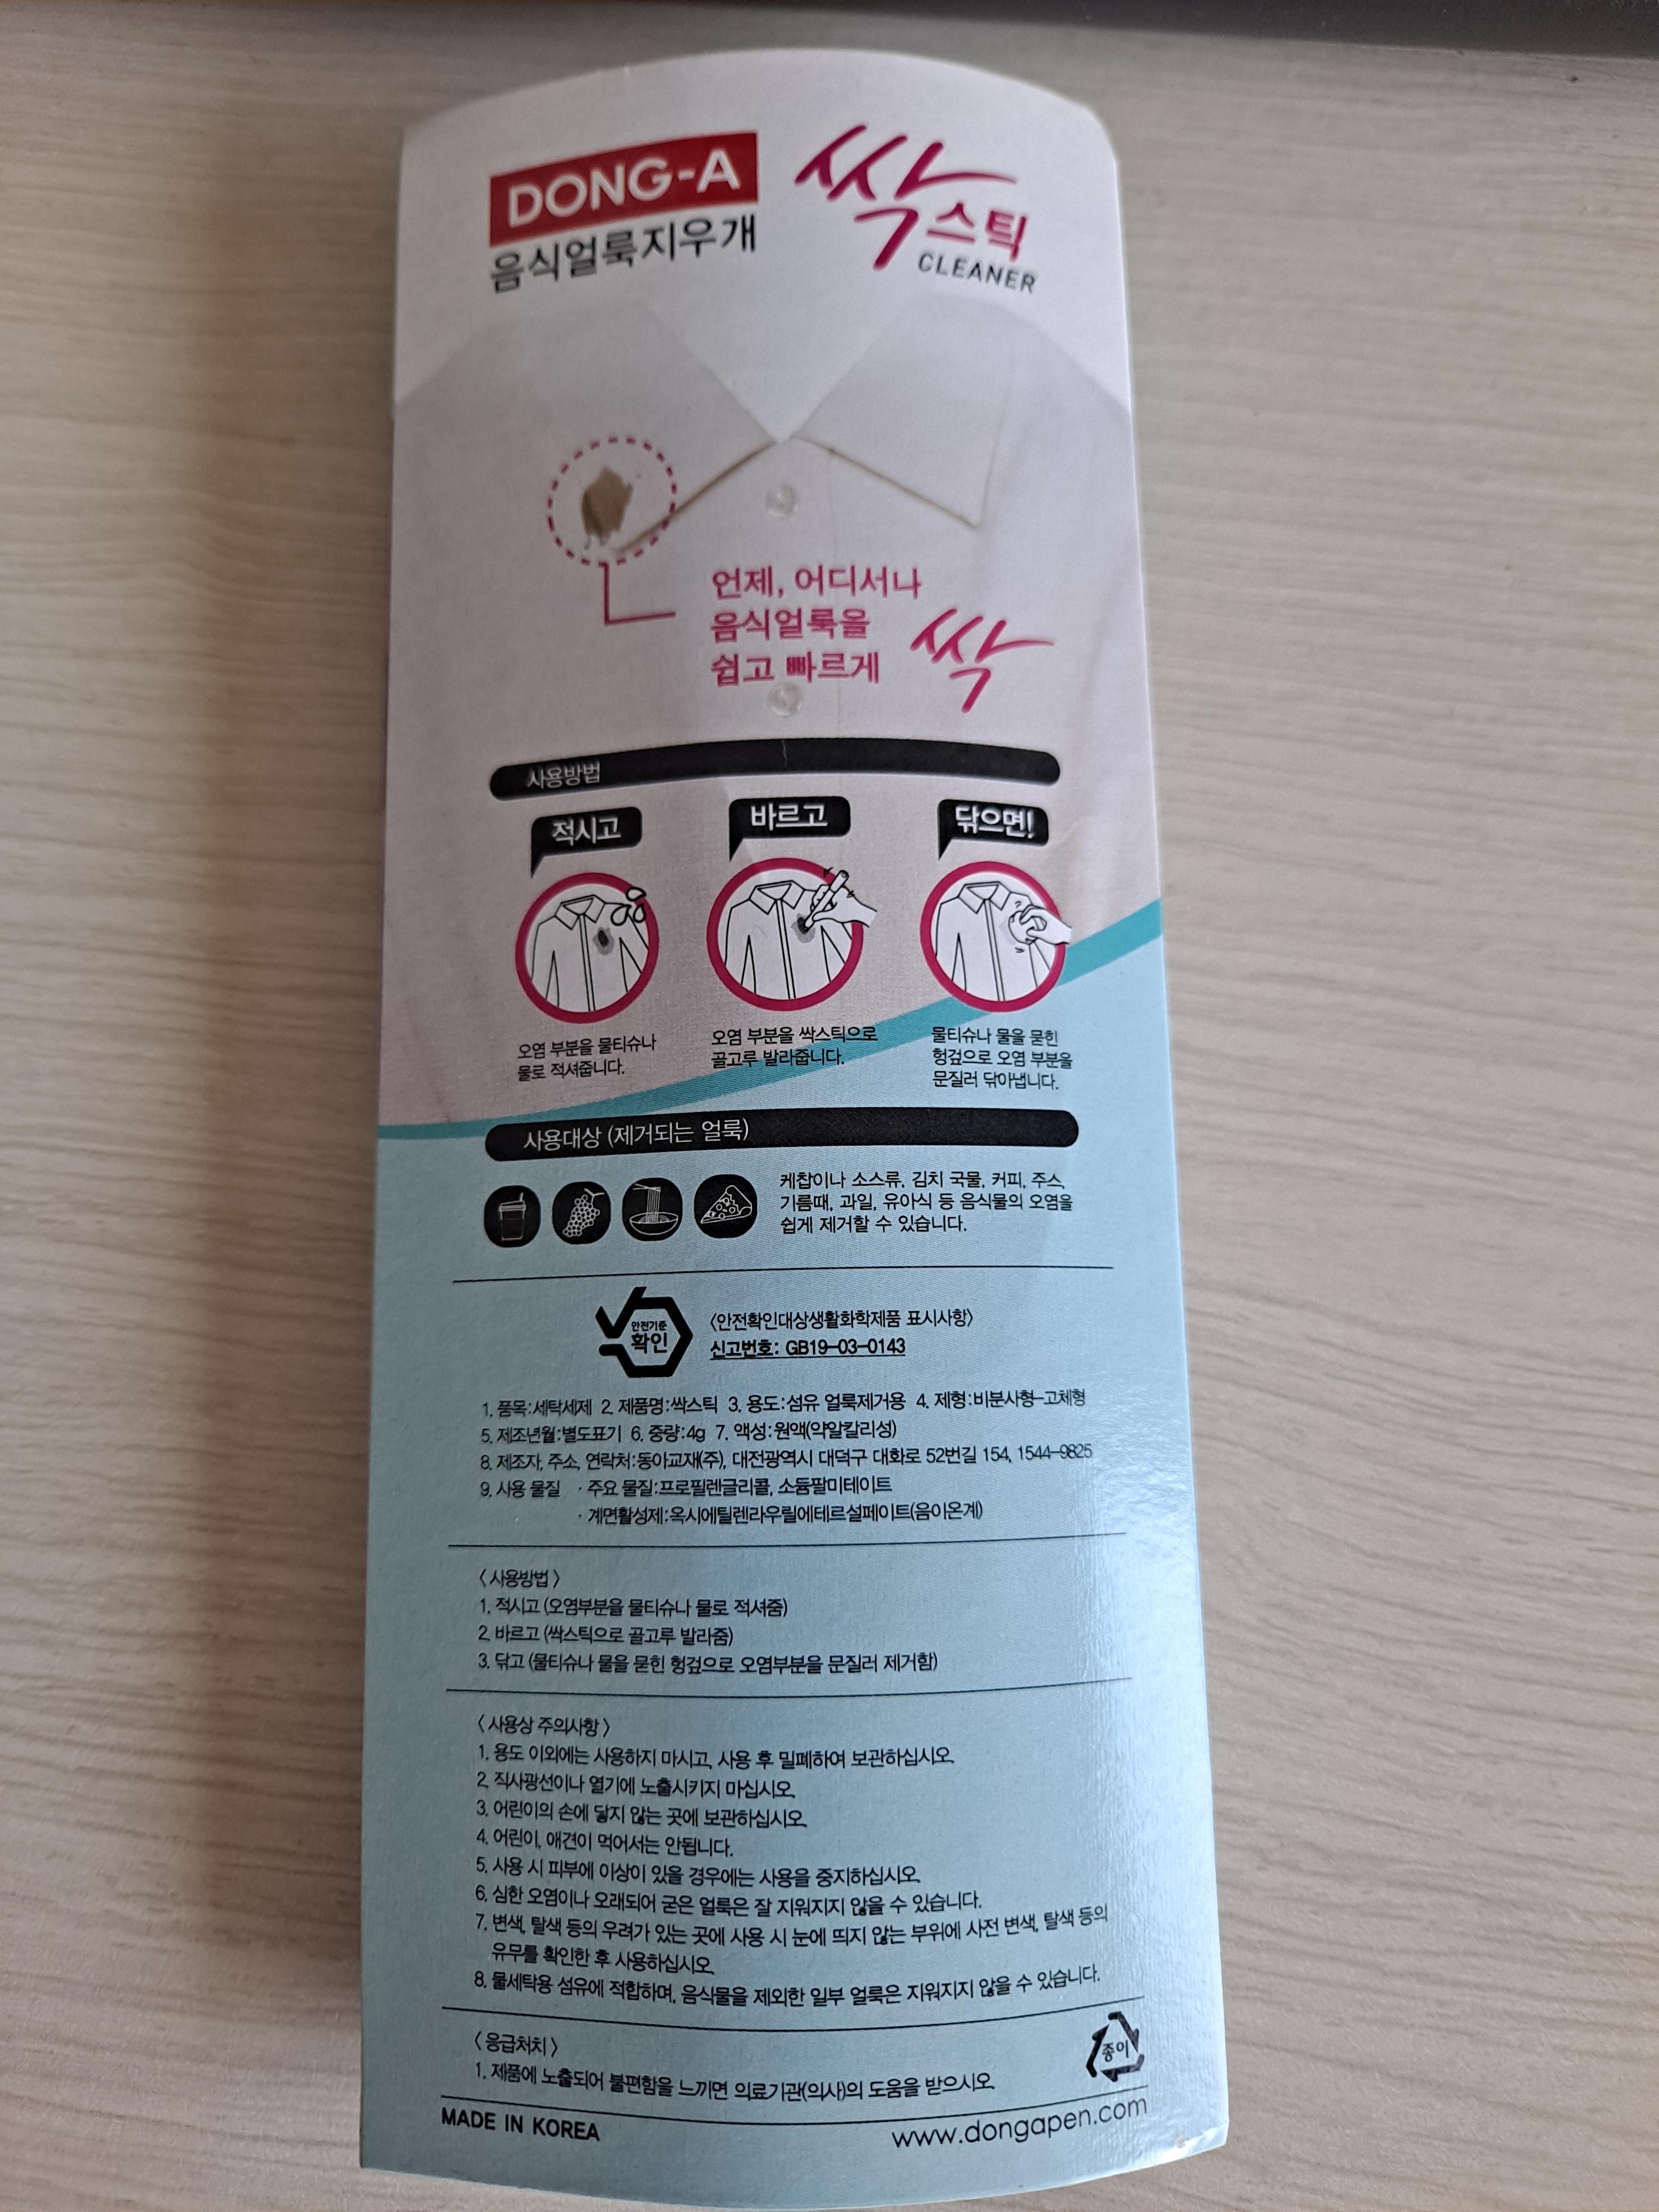 DONG-A
음식얼룩지우개
싹스틱
CLEANER
언제, 어디서나
음식얼룩을
쉽고 빠르게 싹
사용방법
적시고
바르고
닦으면!
오염 부분을 물티슈나
물로 적셔줍니다.
오염 부분을 싹스틱으로
골고루 발라줍니다.
물티슈나 물을 묻힌
헝겊으로 오염 부분을
문질러 닦아냅니다.
사용대상 (제거되는 얼룩)
케찹이나 소스류, 김치 국물, 커피, 주스,
기름때, 과일, 유아식 등 음식물의 오염을
쉽게 제거할 수 있습니다.
안전기준
확인
〈안전확인대상생활화학제품 표시사항〉
신고번호: GB19-03-0143
1. 품목:세탁세제 2. 제품명:싹스틱 3. 용도:섬유 얼룩제거용 4. 제형:비분사형-고체형
5. 제조년월:별도표기 6. 중량:4g 7. 액성:원액(약알칼리성)
8. 제조자, 주소, 연락처:동아교재(주), 대전광역시 대덕구 대화로 52번길 154, 1544-9825
9. 사용 물질 · 주요 물질:프로필렌글리콜, 소듐팔미테이트
· 계면활성제:옥시에틸렌라우릴에테르설페이트(음이온계)
〈사용방법〉
1. 적시고 (오염부분을 물티슈나 물로 적셔줌)
2. 바르고 (싹스틱으로 골고루 발라줌)
3. 닦고 (물티슈나 물을 묻힌 헝겊으로 오염부분을 문질러 제거함)
〈사용상 주의사항〉
1. 용도 이외에는 사용하지 마시고, 사용 후 밀폐하여 보관하십시오.
2. 직사광선이나 열기에 노출시키지 마십시오.
3. 어린이의 손에 닿지 않는 곳에 보관하십시오.
4. 어린이, 애견이 먹어서는 안됩니다.
5. 사용 시 피부에 이상이 있을 경우에는 사용을 중지하십시오.
6. 심한 오염이나 오래되어 굳은 얼룩은 잘 지워지지 않을 수 있습니다.
7. 변색, 탈색 등의 우려가 있는 곳에 사용 시 눈에 띄지 않는 부위에 사전 변색, 탈색 등의
유무를 확인한 후 사용하십시오.
8. 물세탁용 섬유에 적합하며, 음식물을 제외한 일부 얼룩은 지워지지 않을 수 있습니다.
〈응급처치〉
1. 제품에 노출되어 불편함을 느끼면 의료기관(의사)의 도움을 받으시오.
종이
MADE IN KOREA
www.dongapen.com